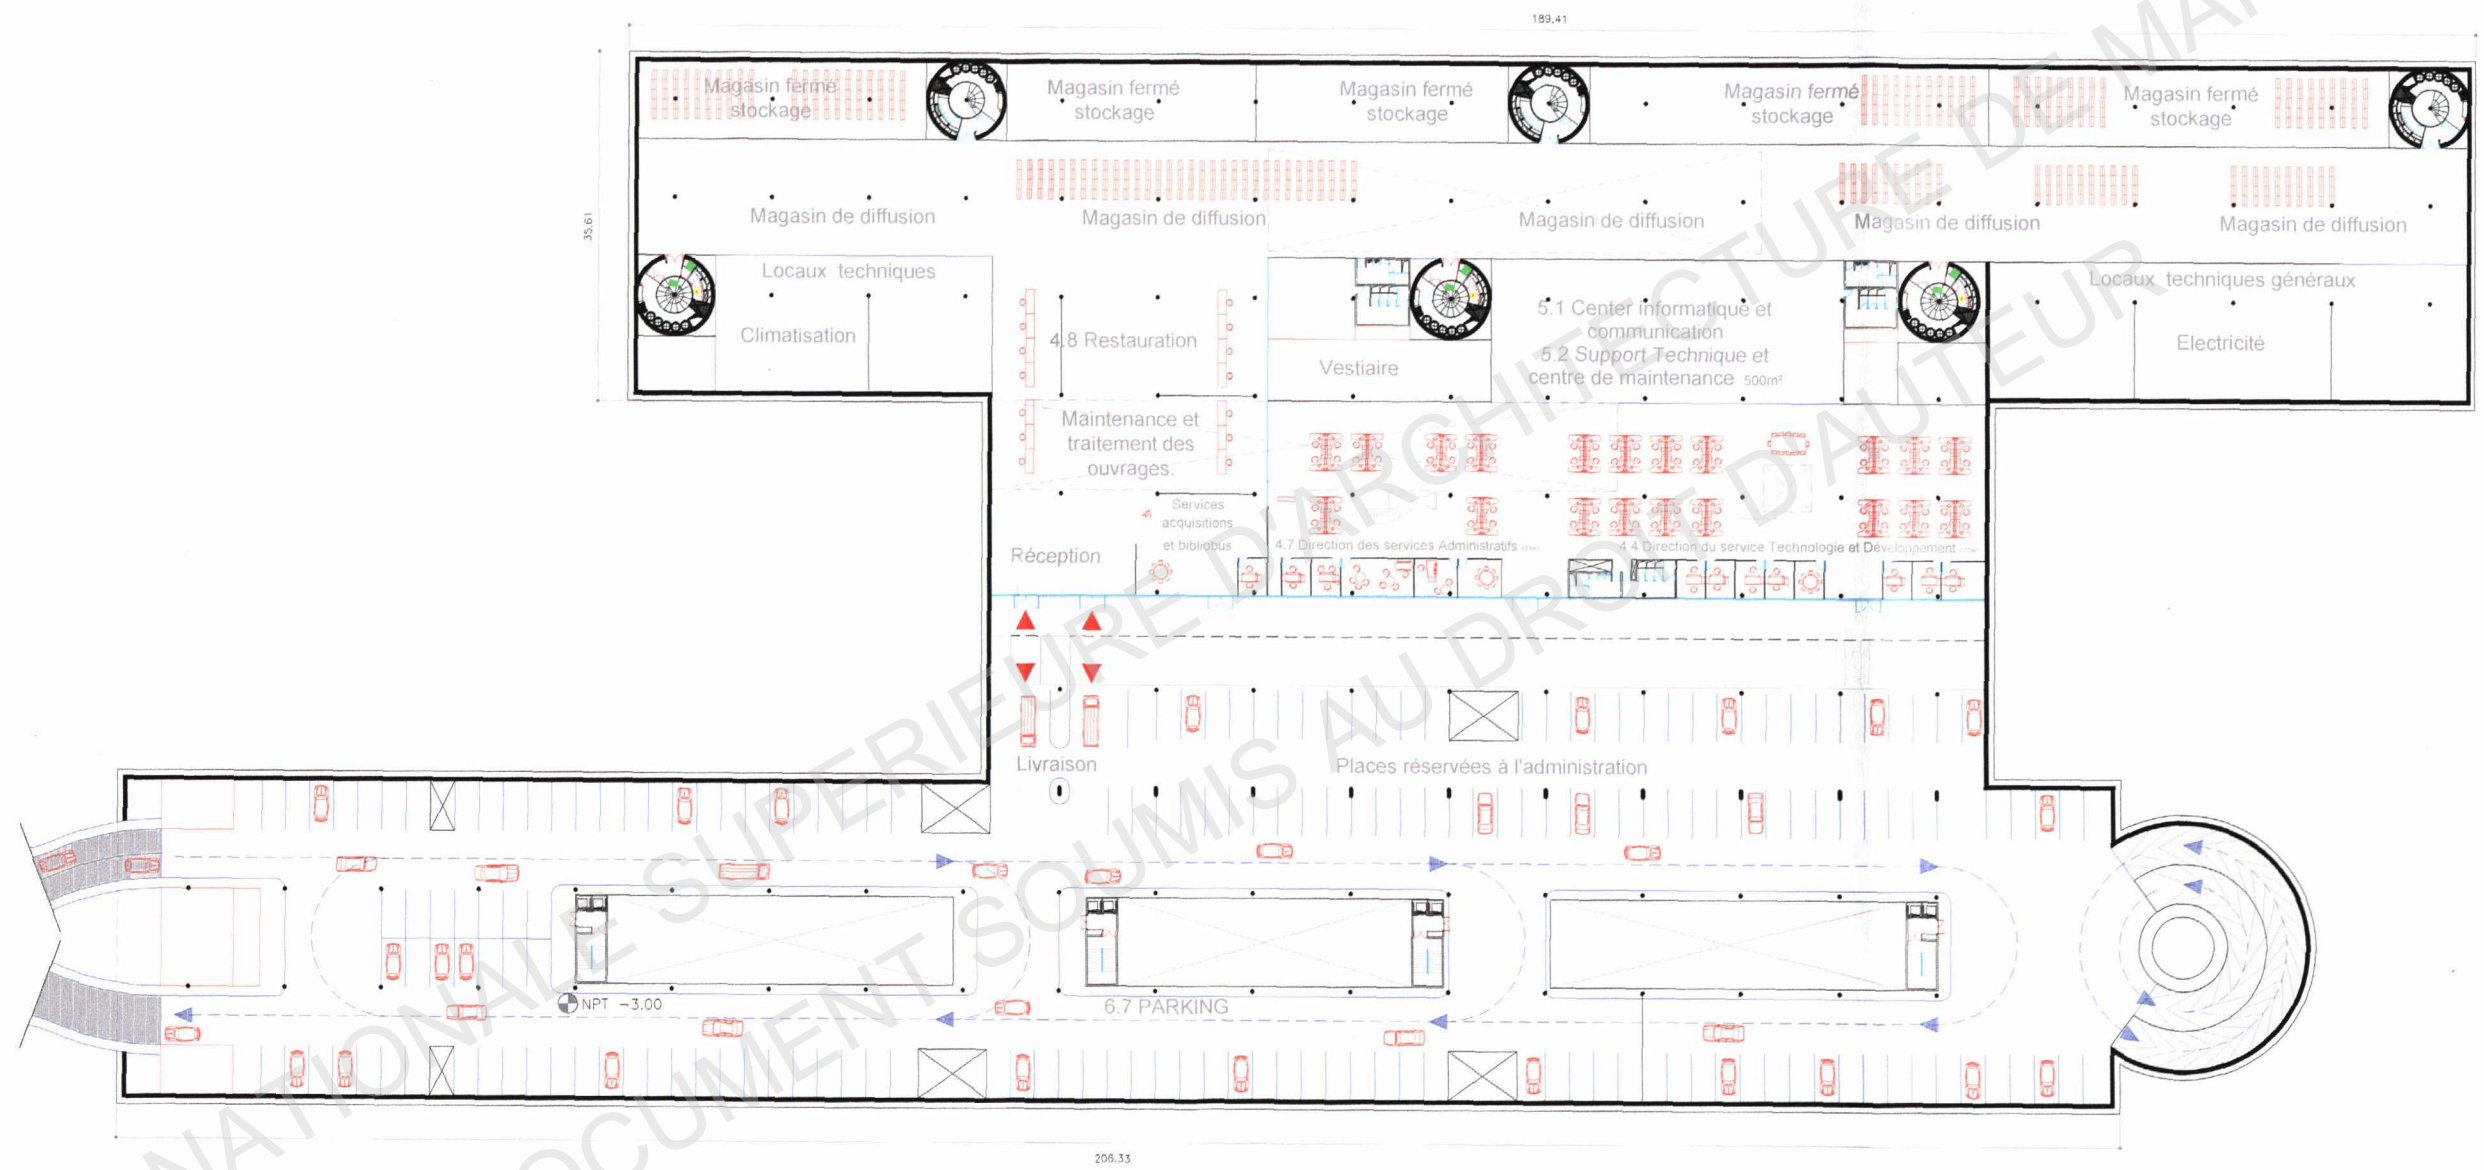 189.41
Magasin fermé
stockage
Magasin fermé
stockage
Magasin fermé
stockage
Magasin fermé
stockage
Magasin fermé
stockage
35.61
Magasin de diffusion
Magasin de diffusion
Magasin de diffusion
Magasin de diffusion
Magasin de diffusion
Locaux techniques
Climatisation
4.8 Restauration
Vestiaire
5.1 Center informatique et
communication
5.2 Support Technique et
centre de maintenance 500m²
Locaux techniques généraux
Electricité
Maintenance et
traitement des
ouvrages.
Services
acquisitions
et bibliobus
Réception
4.7 Direction des services Administratifs
4.4 Direction du service Technologie et Développement
Livraison
Places réservées à l'administration
NPT -3.00
6.7 PARKING
206.33
NATIONALE SUPERIEURE D'ARCHITECTURE DE
DOCUMENT SOUMIS AU DROIT D'AUTEUR